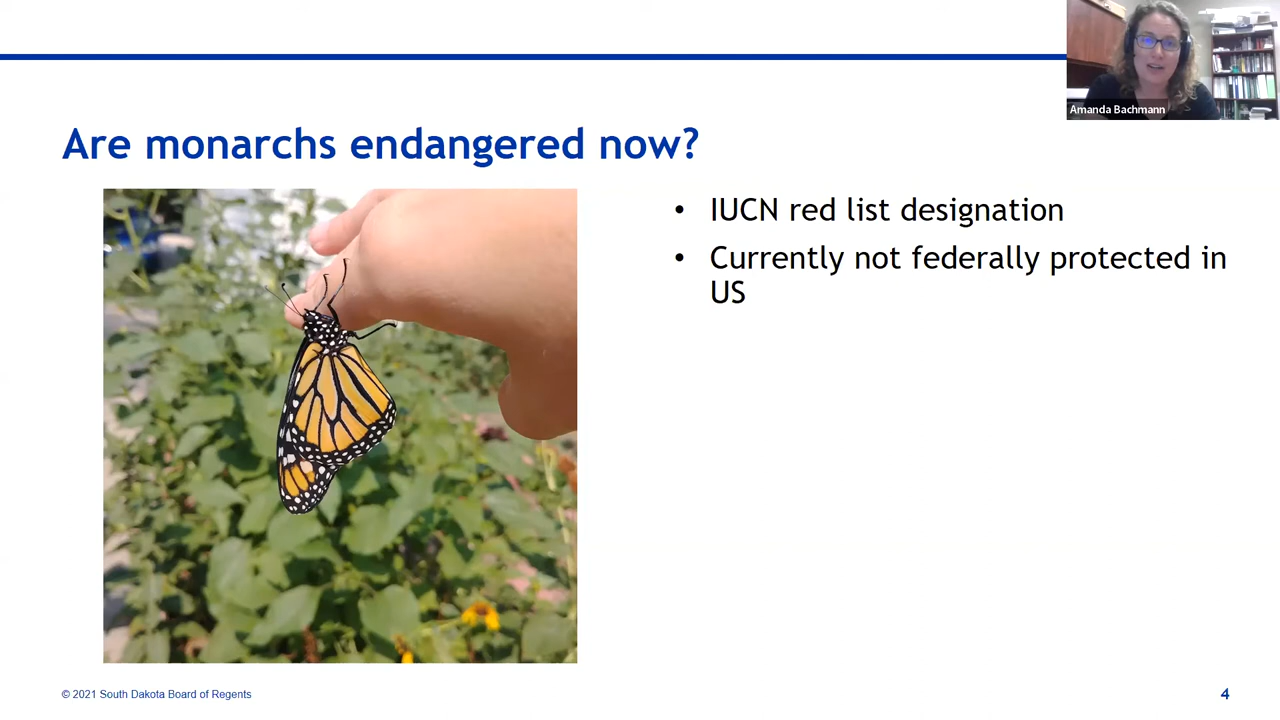 Amanda Bachmann
Are monarchs endangered now?
• IUCN red list designation
• Currently not federally protected in
US
© 2021 South Dakota Board of Regents
4